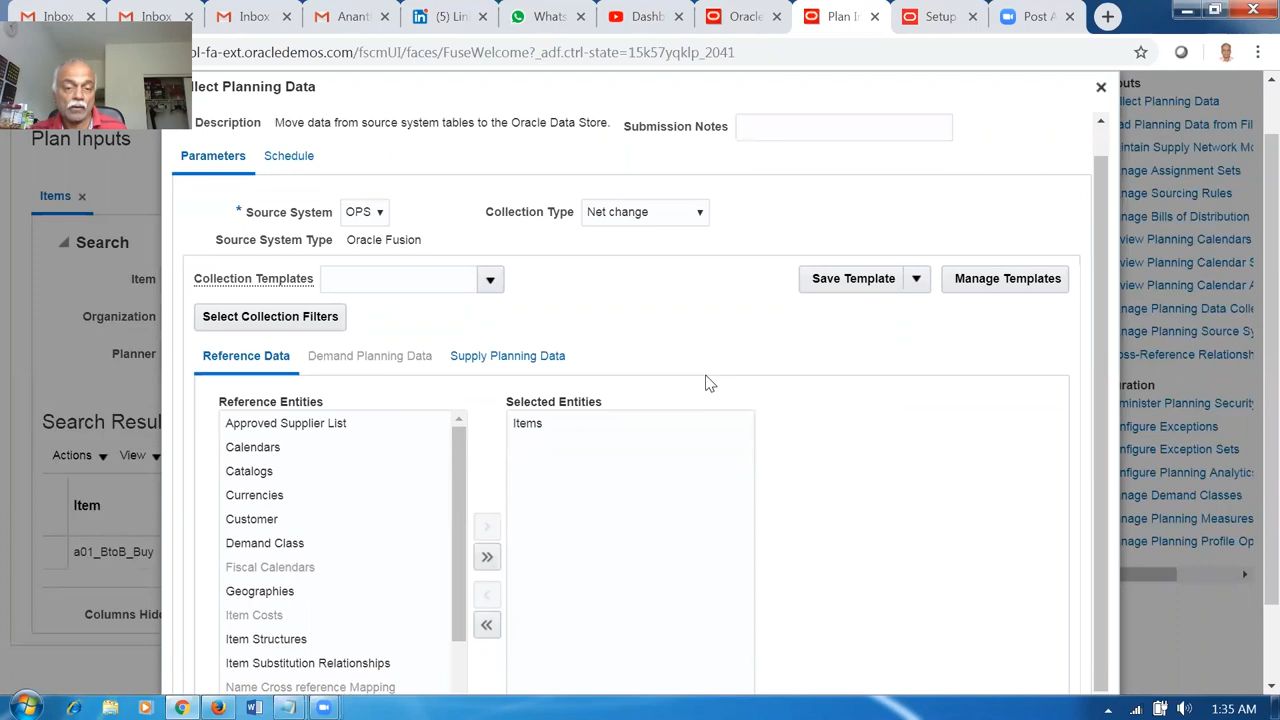 Inbox
Inbox
Inbox
Ananth
(5) Lin
What
Dashb
Oracle
Plan In
Setup
Post A
ol-fa-ext.oracledemos.com/fscmUI/faces/FuseWelcome?_adf.ctrl-state=15k57yqklp_2041
llect Planning Data
Description Move data from source system tables to the Oracle Data Store. Submission Notes
Parameters Schedule
* Source System OPS Collection Type Net change
Source System Type Oracle Fusion
Collection Templates Save Template Manage Templates
Select Collection Filters
Reference Data Demand Planning Data Supply Planning Data
Reference Entities Selected Entities
Approved Supplier List Items
Calendars
Catalogs
Currencies
Customer
Demand Class
Fiscal Calendars
Geographies
Item Costs
Item Structures
Item Substitution Relationships
Name Cross reference Mapping
Plan Inputs
Items
Search
Item
Organization
Planner
Search Resul
Actions View
Item
a01_BtoB_Buy
Columns Hid
puts
llect Planning Data
ad Planning Data from Fil
intain Supply Network Mo
nage Assignment Sets
nage Sourcing Rules
nage Bills of Distribution
view Planning Calendars
view Planning Calendar S
view Planning Calendar A
nage Planning Data Coll
nage Planning Source Sy
oss-Reference Relationsh
uration
minister Planning Security
nfigure Exceptions
nfigure Exception Sets
nfigure Planning Analytic
nage Demand Classes
nage Planning Measures
nage Planning Profile Op
1:35 AM